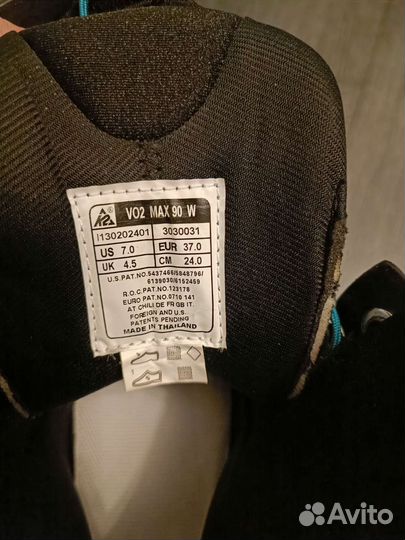 K2 VO2 MAX 90 W
I130202401 3030031
US 7.0 EUR 37.0
UK 4.5 CM 24.0
U.S.PAT.NO.5437466/5848796/
6139030/6152459
R.O.C.PAT.NO.123178
EURO PAT.NO.0710 141
AT CHILI DE FR GB IT.
FOREIGN AND U.S.
PATENTS PENDING
MADE IN THAILAND
Avito